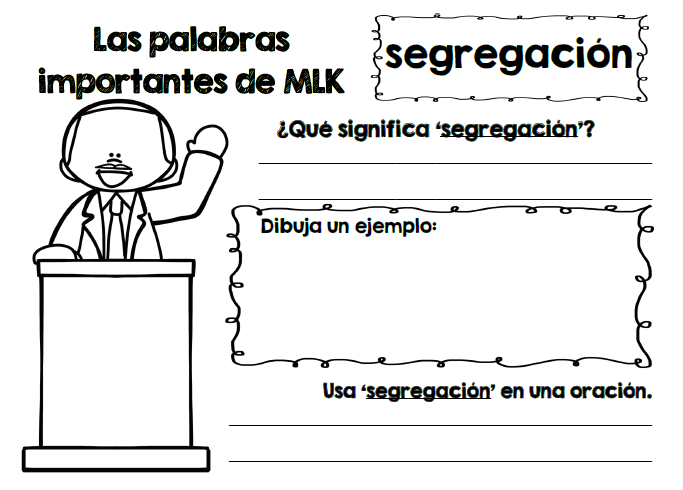 Las palabras
importantes de MLK
segregación
¿Qué significa ‘segregación’?
Dibuja un ejemplo:
Usa ‘segregación’ en una oración.